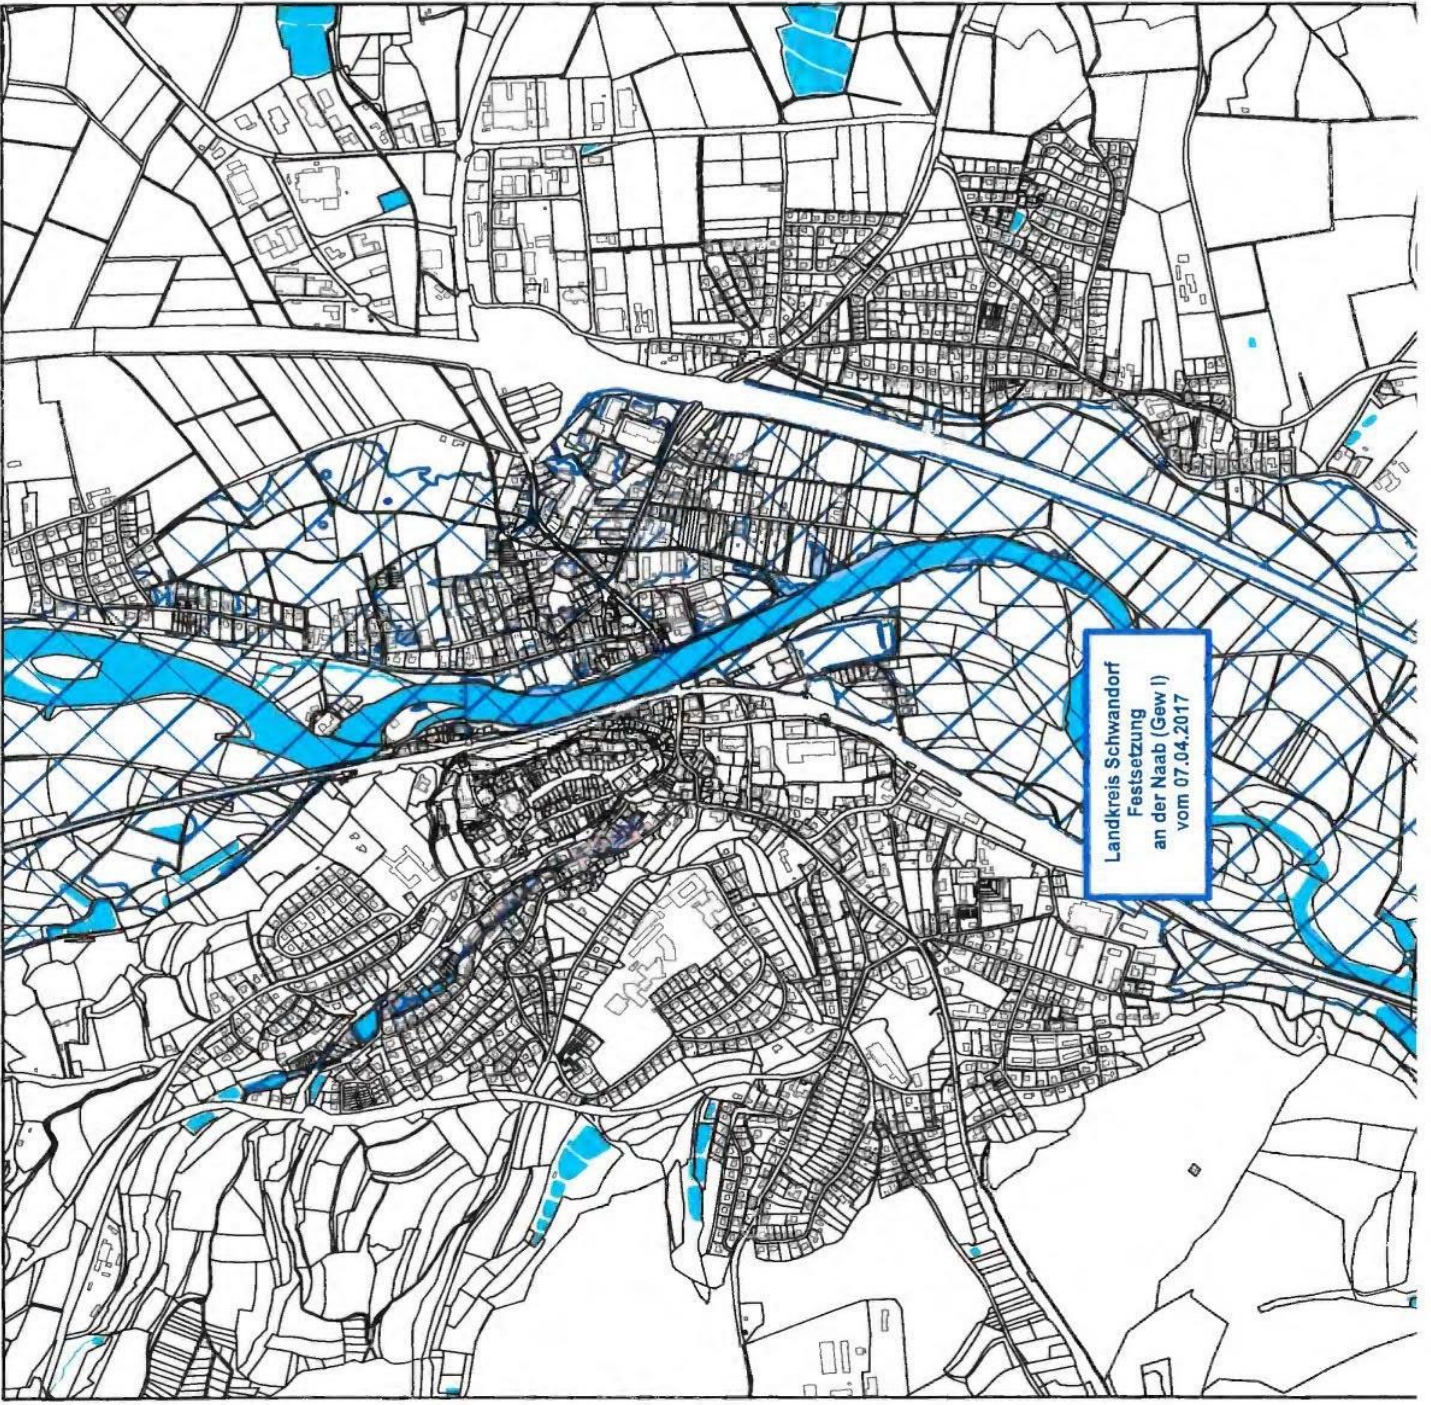 Landkreis Schwandorf
Festsetzung
an der Naab (Gew I)
vom 07.04.2017